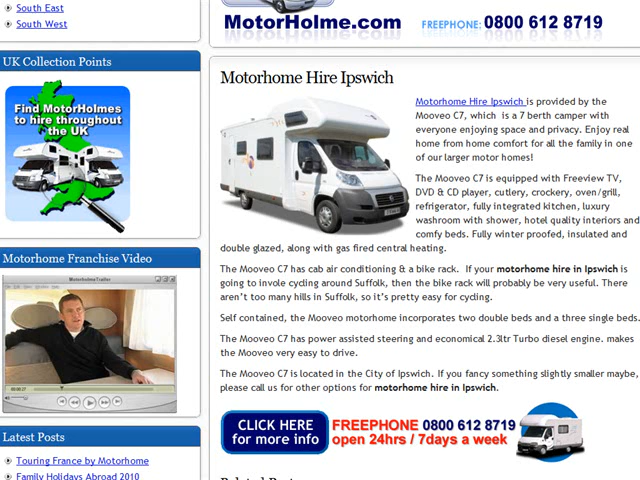 South East
South West
UK Collection Points
Find MotorHolmes
to hire throughout
the UK
Motorhome Franchise Video
MotorholmeTrailer
00:00:27
Latest Posts
Touring France by Motorhome
Family Holidays Abroad 2010
MotorHolme.com
FREEPHONE: 0800 612 8719
Motorhome Hire Ipswich
Motorhome Hire Ipswich is provided by the
Mooveo C7, which  is a 7 berth camper with
everyone enjoying space and privacy. Enjoy real
home from home comfort for all the family in one
of our larger motor homes!
The Mooveo C7 is equipped with Freeview TV,
DVD & CD player, cutlery, crockery, oven/grill,
refrigerator, fully integrated kitchen, luxury
washroom with shower, hotel quality interiors and
comfy beds. Fully winter proofed, insulated and
double glazed, along with gas fired central heating.
The Mooveo C7 has cab air conditioning & a bike rack.  If your motorhome hire in Ipswich is
going to invole cycling around Suffolk, then the bike rack will probably be very useful. There
aren't too many hills in Suffolk, so it's pretty easy for cycling.
Self contained, the Mooveo motorhome incorporates two double beds and a three single beds.
The Mooveo C7 has power assisted steering and economical 2.3ltr Turbo diesel engine. makes
the Mooveo very easy to drive.
The Mooveo C7 is located in the City of Ipswich. If you fancy something slightly smaller maybe,
please call us for other options for motorhome hire in Ipswich.
CLICK HERE
for more info
FREEPHONE 0800 612 8719
open 24hrs / 7days a week
Related Posts